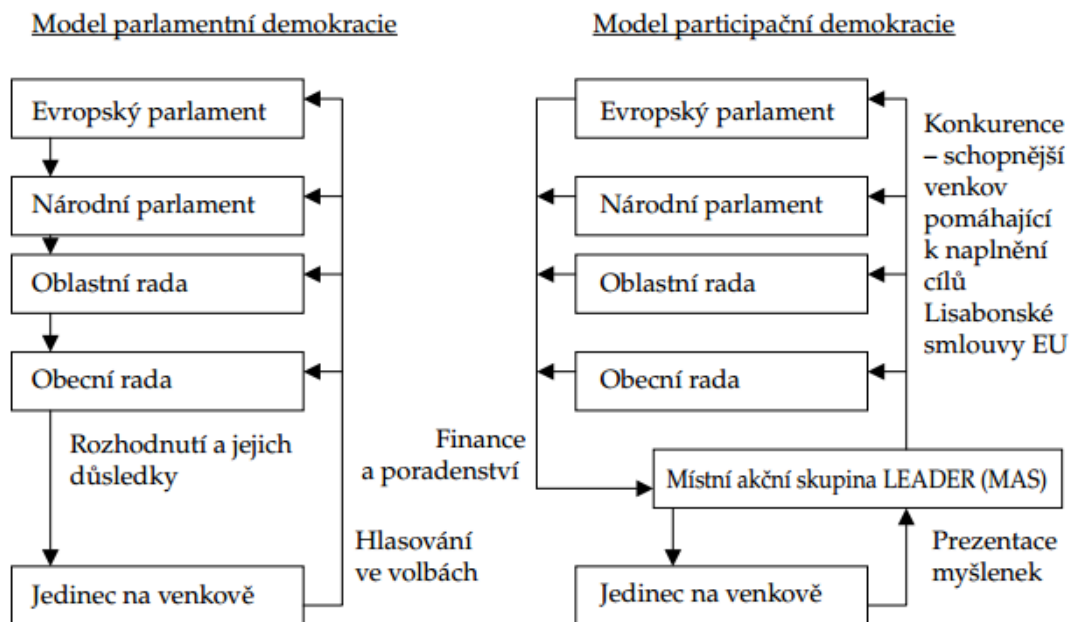 Model parlamentní demokracie
Evropský parlament
Národní parlament
Oblastní rada
Obecní rada
Rozhodnutí a jejich
důsledky
Hlasování
ve volbách
Jedinec na venkově
Model participační demokracie
Evropský parlament
Národní parlament
Oblastní rada
Obecní rada
Konkurence
– schopnější
venkov
pomáhající
k naplnění
cílů
Lisabonské
smlouvy EU
Finance
a poradenství
Místní akční skupina LEADER (MAS)
Prezentace
myšlenek
Jedinec na venkově